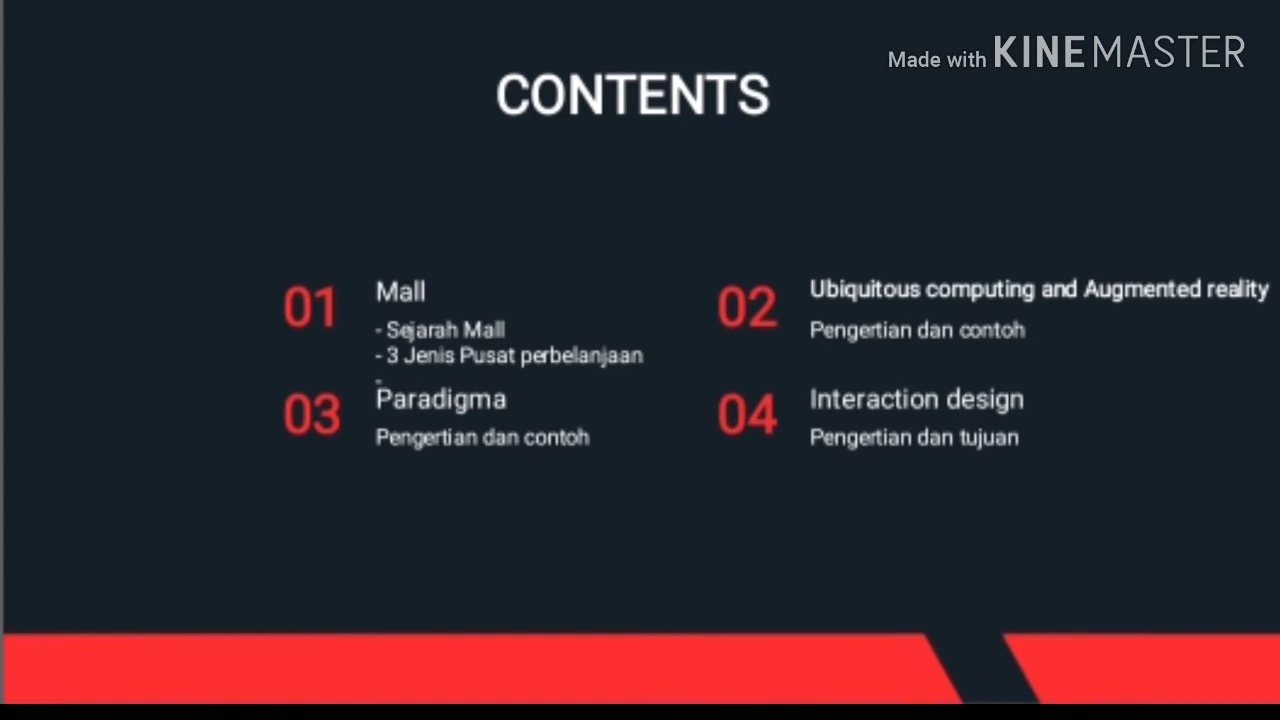 Made with KINEMASTER
CONTENTS
01
Mall
- Sejarah Mall
- 3 Jenis Pusat perbelanjaan
-
02
Ubiquitous computing and Augmented reality
Pengertian dan contoh
03
Paradigma
Pengertian dan contoh
04
Interaction design
Pengertian dan tujuan